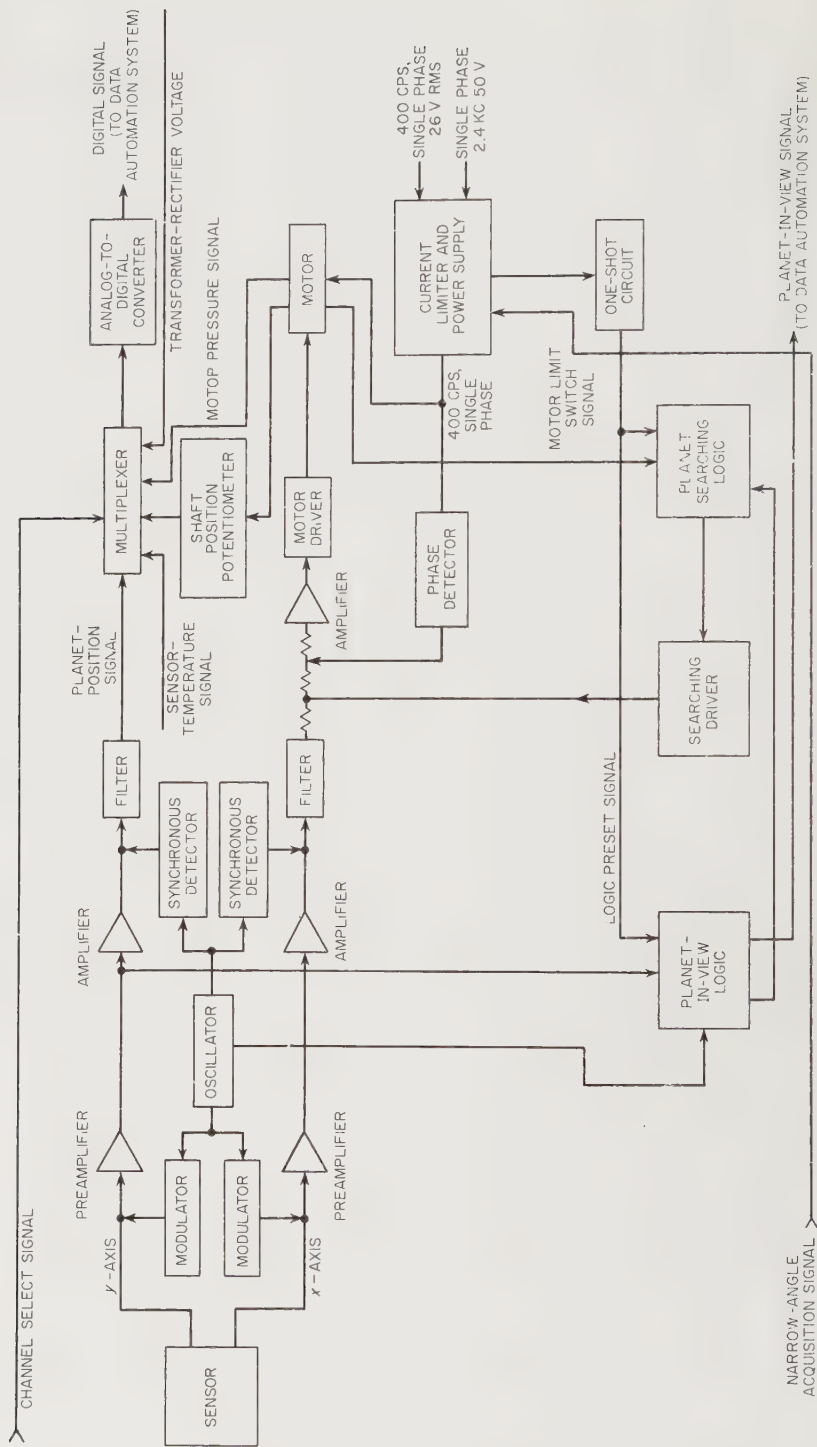 CHANNEL SELECT SIGNAL
DIGITAL SIGNAL
(TO DATA
AUTOMATION SYSTEM)
ANALOG-TO-
DIGITAL
CONVERTER
TRANSFORMER-RECTIFIER VOLTAGE
MULTIPLEXER
MOTOP PRESSURE SIGNAL
SHAFT
POSITION
POTENTIOMETER
PLANET-
POSITION
SIGNAL
SENSOR-
TEMPERATURE
SIGNAL
FILTER
AMPLIFIER
SYNCHRONOUS
DETECTOR
SYNCHRONOUS
DETECTOR
PREAMPLIFIER
y-AXIS
MODULATOR
OSCILLATOR
MODULATOR
SENSOR
x-AXIS
PREAMPLIFIER
AMPLIFIER
FILTER
AMPLIFIER
MOTOR
DRIVER
MOTOR
400 CPS,
SINGLE PHASE
26 V RMS
SINGLE PHASE
2.4 KC 50 V
CURRENT
LIMITER AND
POWER SUPPLY
400 CPS,
SINGLE
PHASE
PHASE
DETECTOR
MOTOR LIMIT
SWITCH
SIGNAL
ONE-SHOT
CIRCUIT
LOGIC PRESET SIGNAL
PLANET-
IN-VIEW
LOGIC
SEARCHING
DRIVER
PLANET
SEARCHING
LOGIC
PLANET-IN-VIEW SIGNAL
(TO DATA AUTOMATION SYSTEM)
NARROW-ANGLE
ACQUISITION SIGNAL